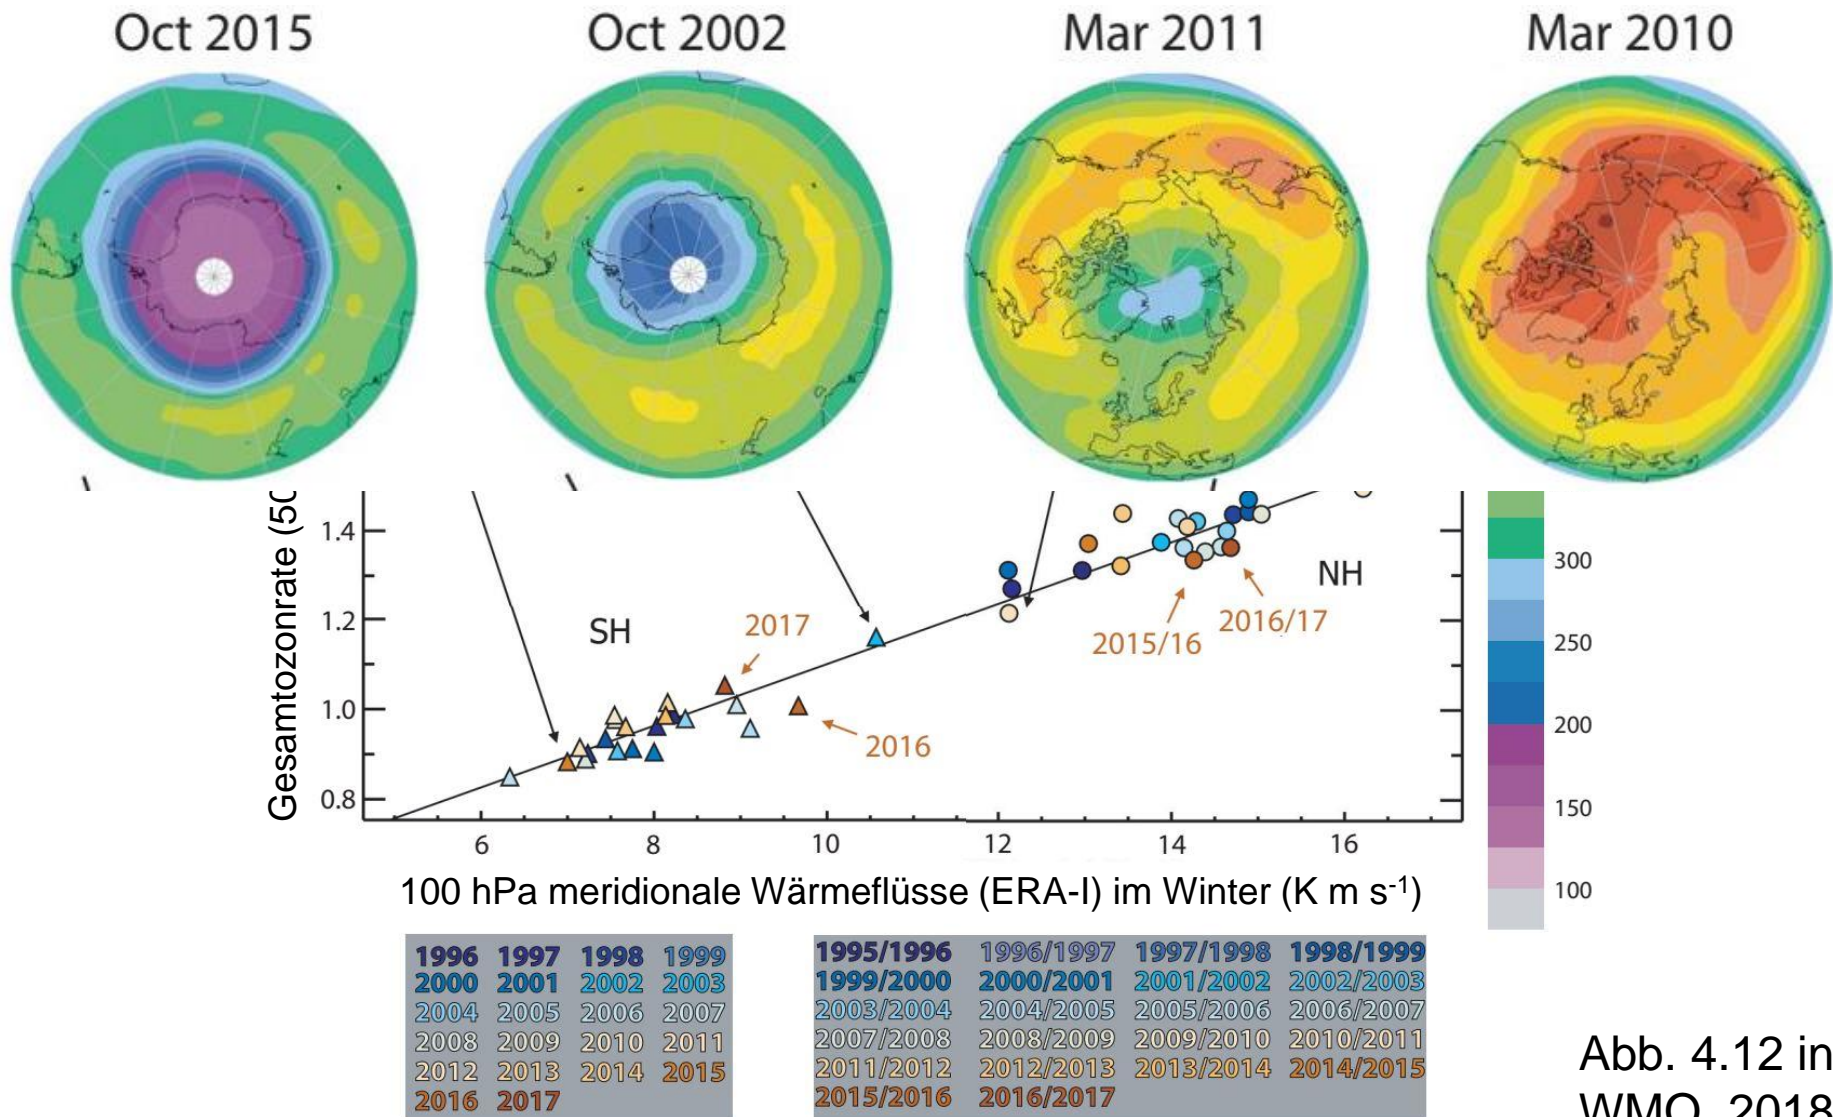 Oct 2015 Oct 2002 Mar 2011 Mar 2010
Gesamtozonrate (50
1.4
1.2
1.0
0.8
SH
NH
2017
2016
2015/16
2016/17
300
250
200
150
100
6 8 10 12 14 16
100 hPa meridionale Wärmeflüsse (ERA-I) im Winter (K m s-1)
1996 1997 1998 1999
2000 2001 2002 2003
2004 2005 2006 2007
2008 2009 2010 2011
2012 2013 2014 2015
2016 2017
1995/1996 1996/1997 1997/1998 1998/1999
1999/2000 2000/2001 2001/2002 2002/2003
2003/2004 2004/2005 2005/2006 2006/2007
2007/2008 2008/2009 2009/2010 2010/2011
2011/2012 2012/2013 2013/2014 2014/2015
2015/2016 2016/2017
Abb. 4.12 in
WMO, 2018